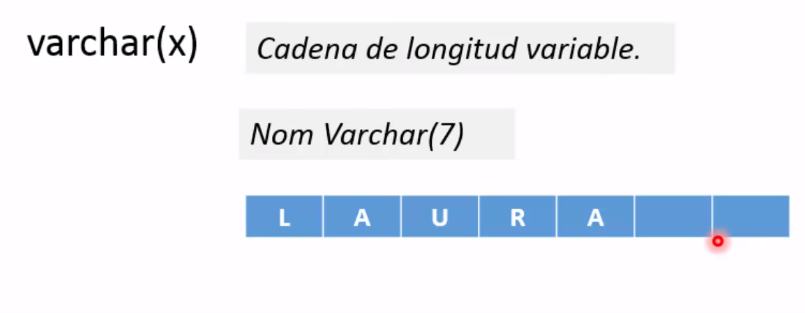 varchar(x) Cadena de longitud variable.
Nom Varchar(7)
L A U R A